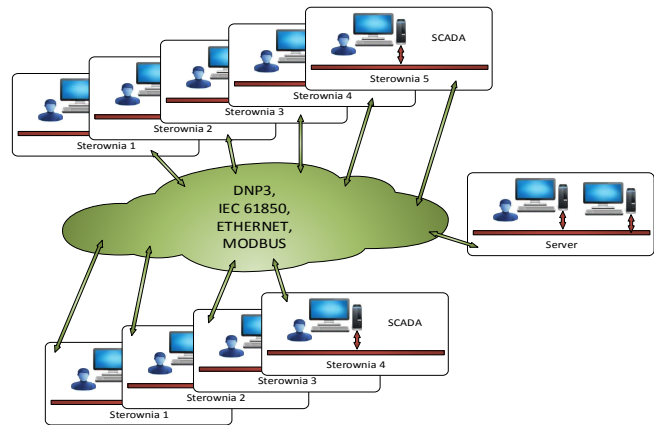 SCADA
Sterownia 5
Sterownia 4
Sterownia 3
Sterownia 2
Sterownia 1
DNP3,
IEC 61850,
ETHERNET,
MODBUS
Server
SCADA
Sterownia 4
Sterownia 3
Sterownia 2
Sterownia 1